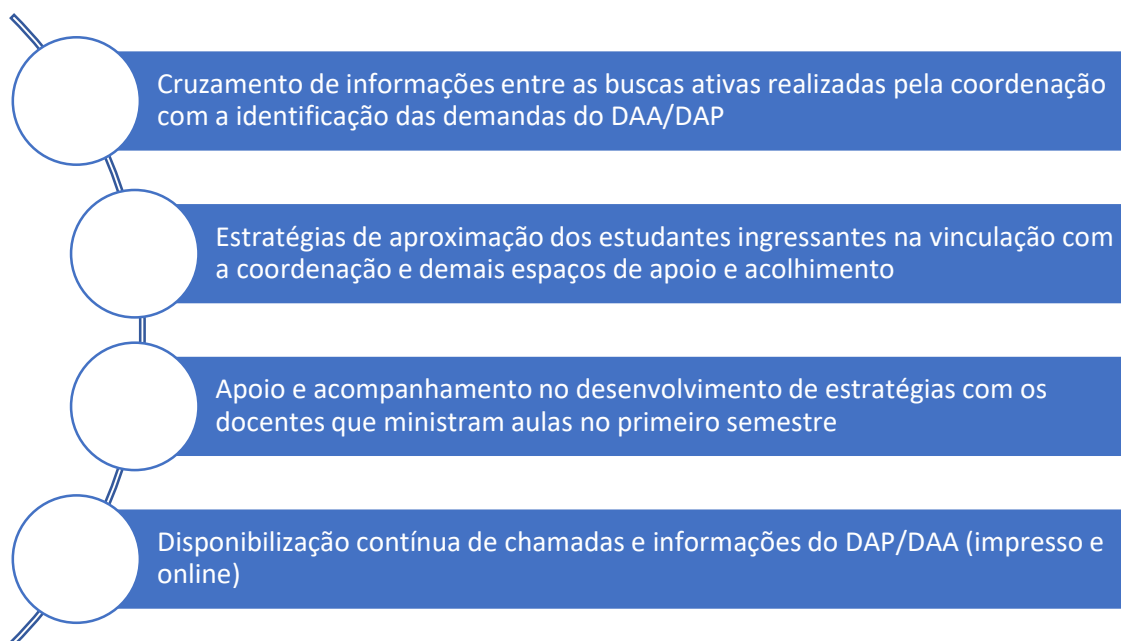 Cruzamento de informações entre as buscas ativas realizadas pela coordenação
com a identificação das demandas do DAA/DAP
Estratégias de aproximação dos estudantes ingressantes na vinculação com
a coordenação e demais espaços de apoio e acolhimento
Apoio e acompanhamento no desenvolvimento de estratégias com os
docentes que ministram aulas no primeiro semestre
Disponibilização contínua de chamadas e informações do DAP/DAA (impresso e
online)